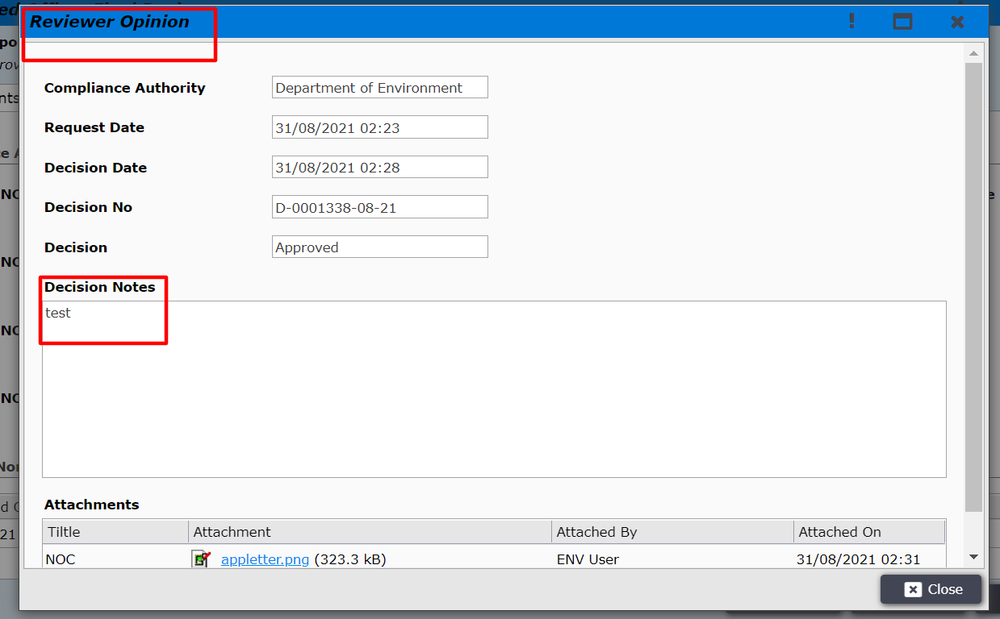 Reviewer Opinion
Compliance Authority Department of Environment
Request Date 31/08/2021 02:23
Decision Date 31/08/2021 02:28
Decision No D-0001338-08-21
Decision Approved
Decision Notes
test
Attachments
Tiltle Attachment Attached By Attached On
NOC appletter.png (323.3 kB) ENV User 31/08/2021 02:31
Close